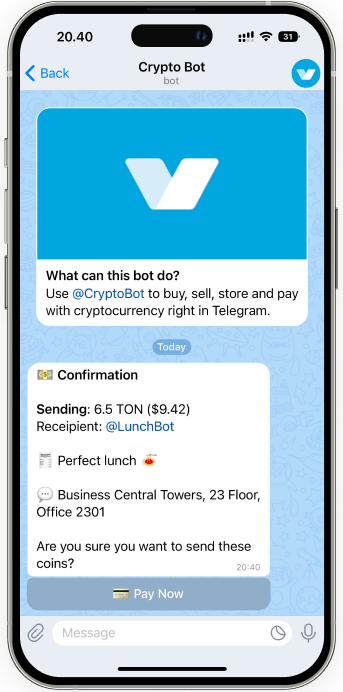 20.40
31
Back
Crypto Bot
bot
What can this bot do?
Use @CryptoBot to buy, sell, store and pay
with cryptocurrency right in Telegram.
Today
💵 Confirmation
Sending: 6.5 TON ($9.42)
Receipient: @LunchBot
🧾 Perfect lunch 🍝
💬 Business Central Towers, 23 Floor,
Office 2301
Are you sure you want to send these
coins?
20:40
💳 Pay Now
Message